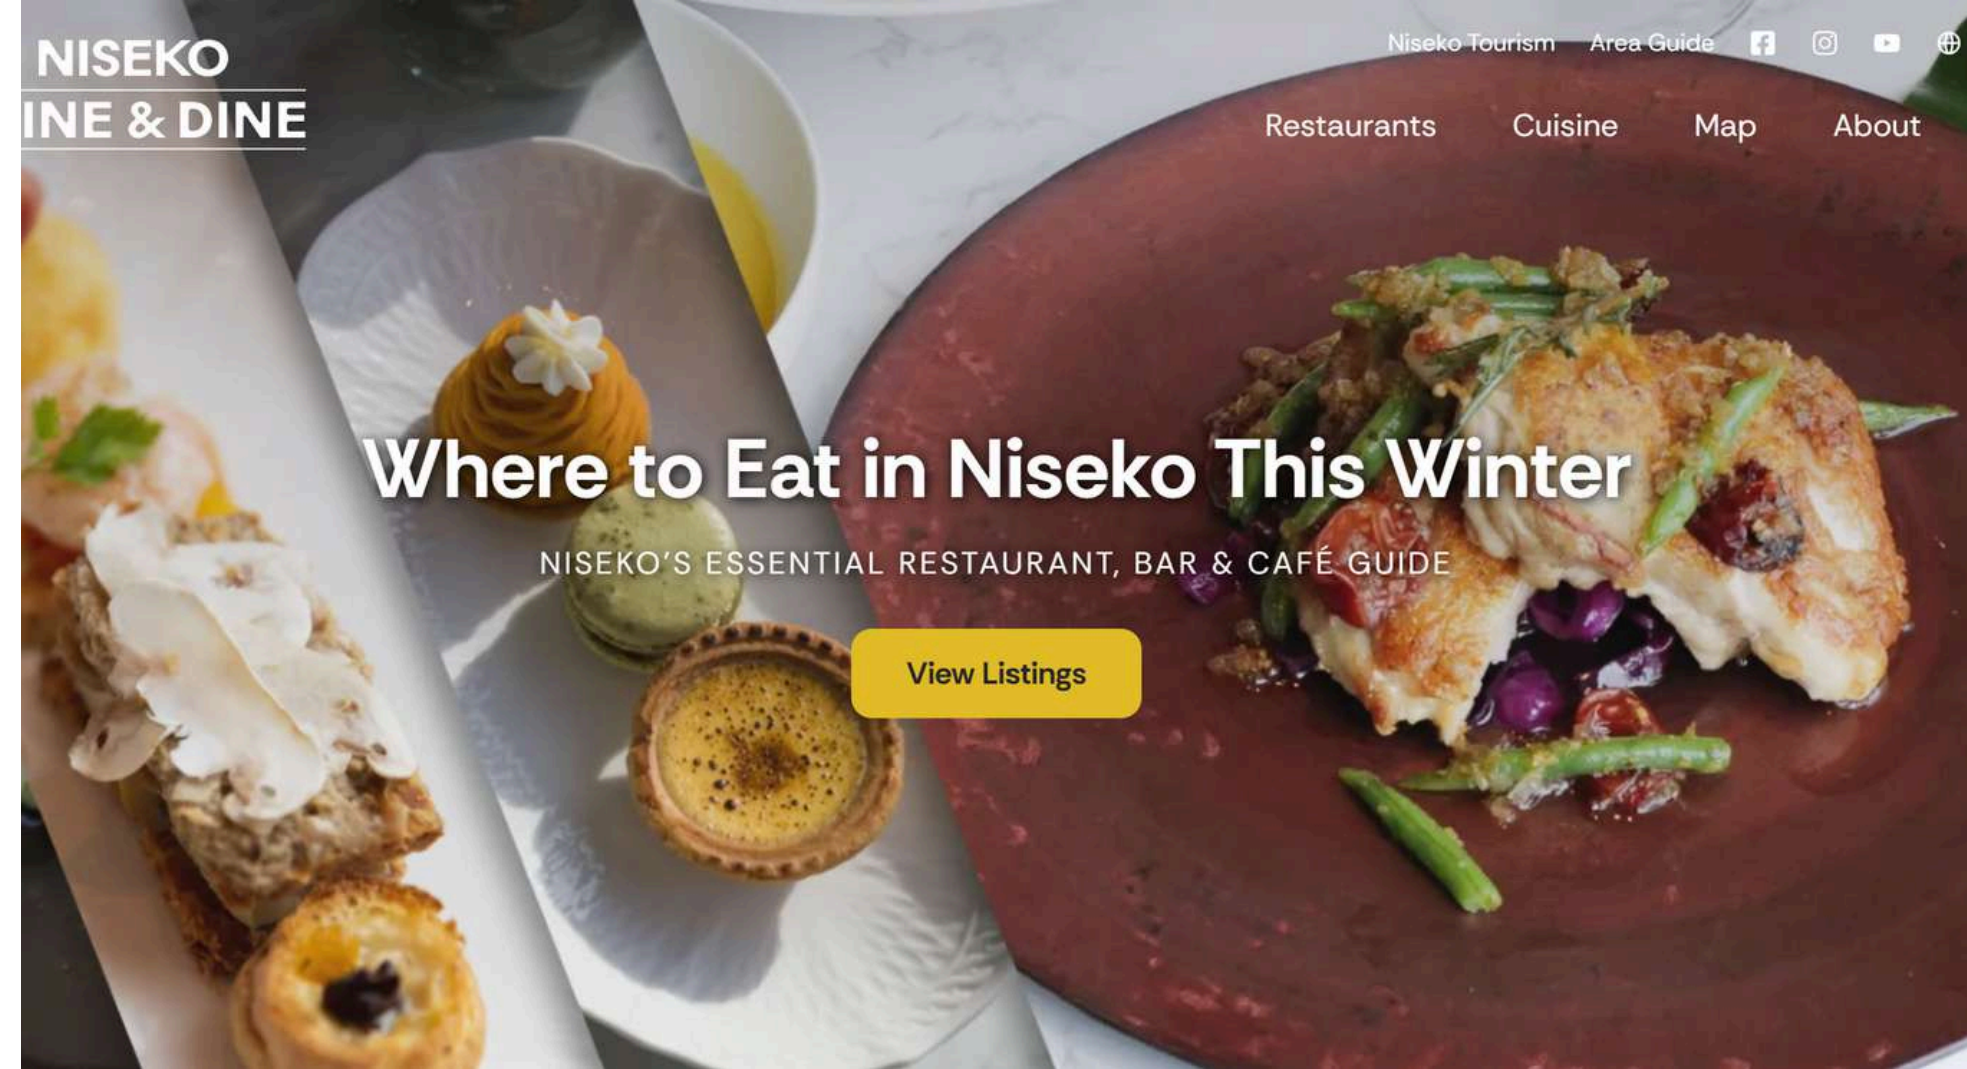 NISEKO
INE & DINE
Niseko Tourism Area Guide
Restaurants Cuisine Map About
Where to Eat in Niseko This Winter
NISEKO’S ESSENTIAL RESTAURANT, BAR & CAFÉ GUIDE
View Listings